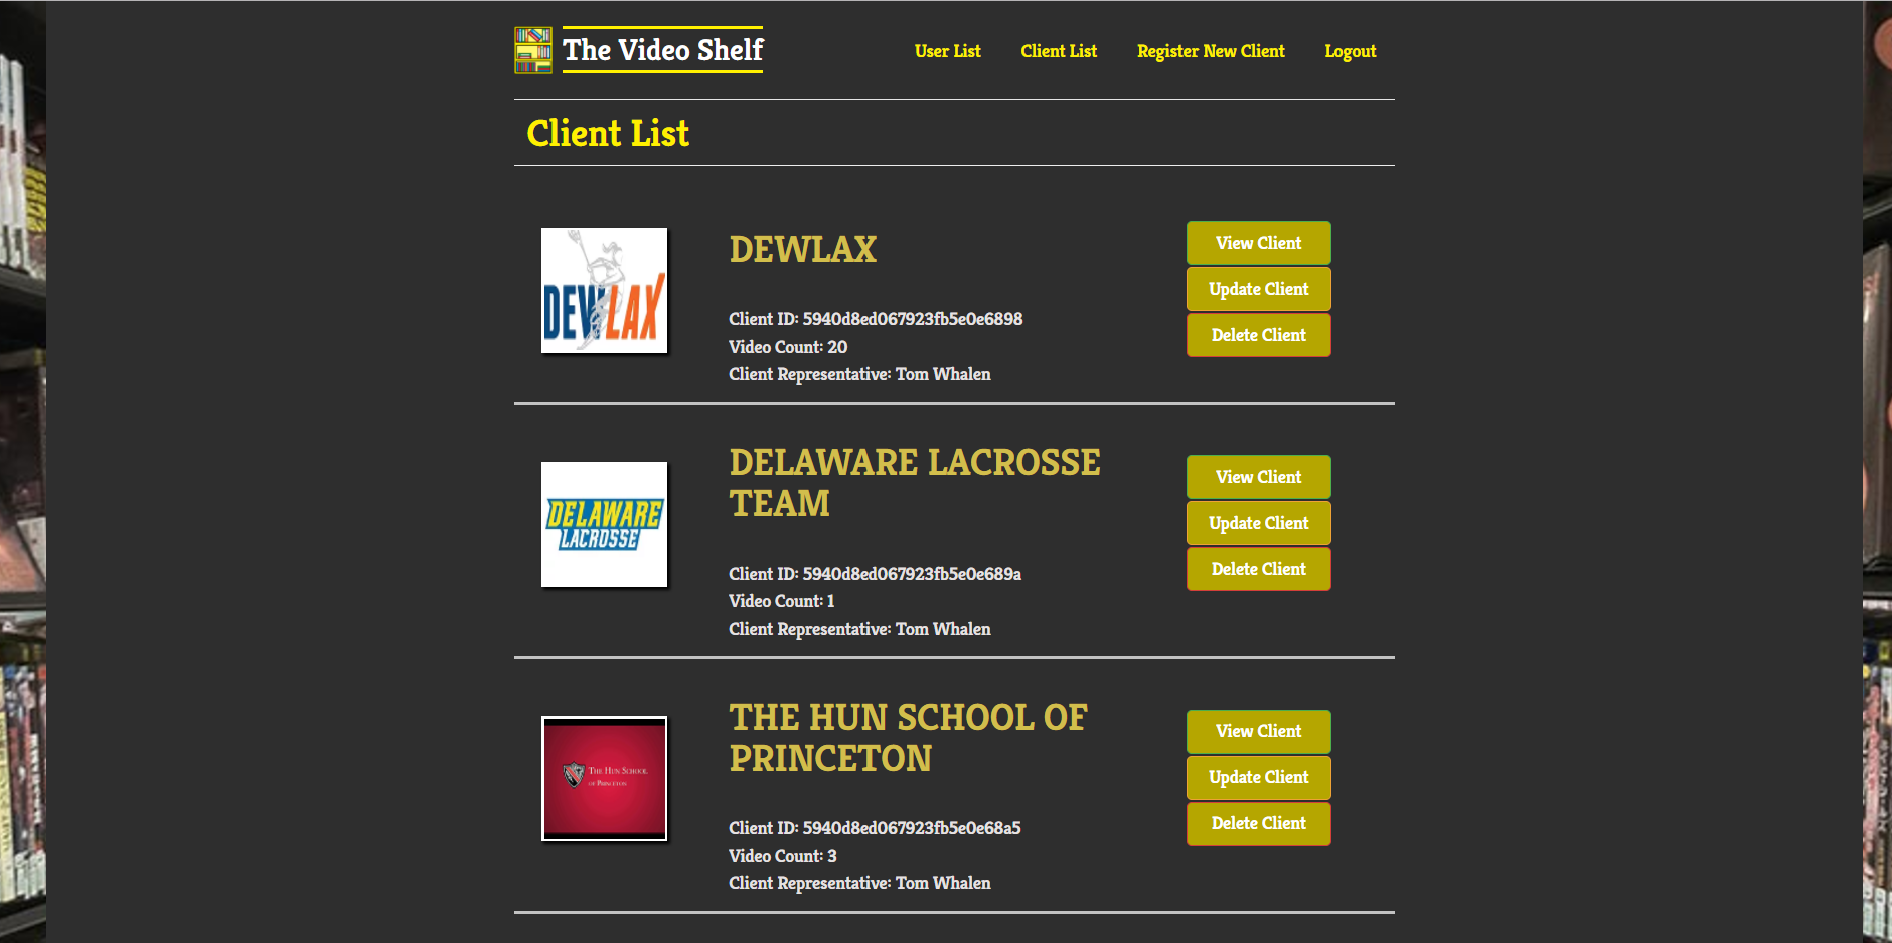 The Video Shelf
User List
Client List
Register New Client
Logout
Client List
DEWLAX
DEWLAX
Client ID: 5940d8ed067923fb5e0e6898
Video Count: 20
Client Representative: Tom Whalen
View Client
Update Client
Delete Client
DELAWARE
LACROSSE
DELAWARE LACROSSE
TEAM
Client ID: 5940d8ed067923fb5e0e689a
Video Count: 1
Client Representative: Tom Whalen
View Client
Update Client
Delete Client
THE HUN SCHOOL
OF PRINCETON
THE HUN SCHOOL OF
PRINCETON
Client ID: 5940d8ed067923fb5e0e68a5
Video Count: 3
Client Representative: Tom Whalen
View Client
Update Client
Delete Client